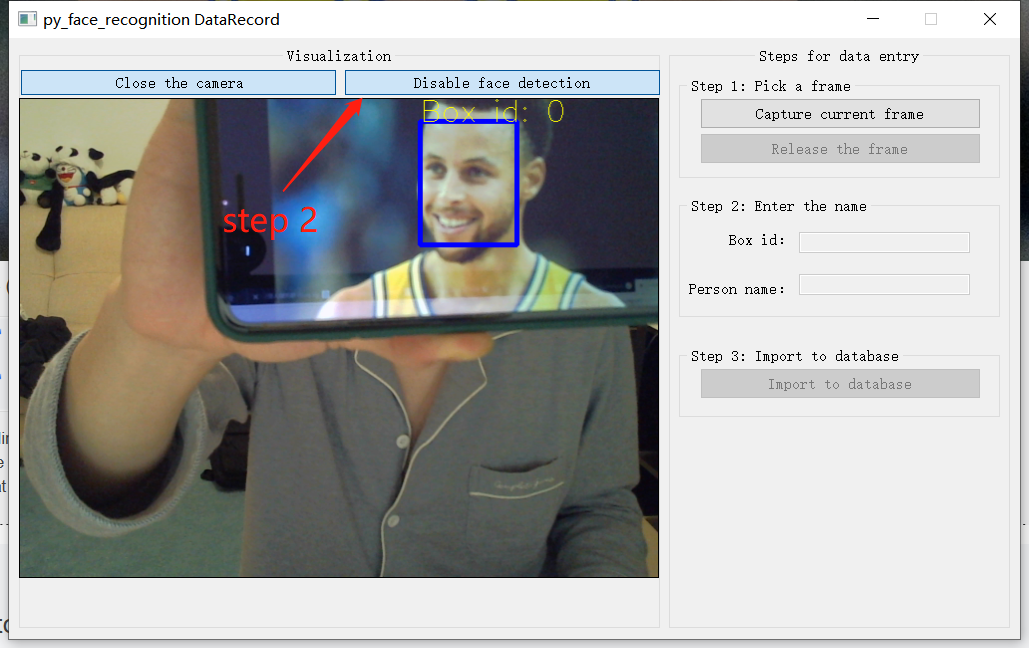 py_face_recognition DataRecord
Visualization
Close the camera
Disable face detection
Box id: 0
step 2
Steps for data entry
Step 1: Pick a frame
Capture current frame
Release the frame
Step 2: Enter the name
Box id:
Person name:
Step 3: Import to database
Import to database